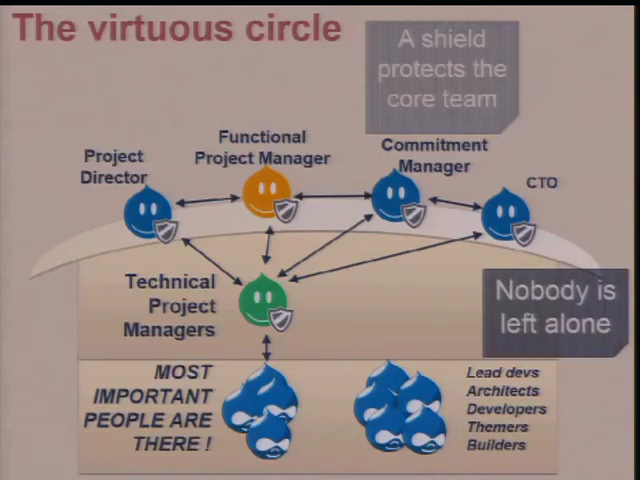 The virtuous circle
A shield
protects the
core team
Project
Director
Functional
Project Manager
Commitment
Manager
CTO
Technical
Project
Managers
Nobody is
left alone
MOST
IMPORTANT
PEOPLE ARE
THERE !
Lead devs
Architects
Developers
Themers
Builders